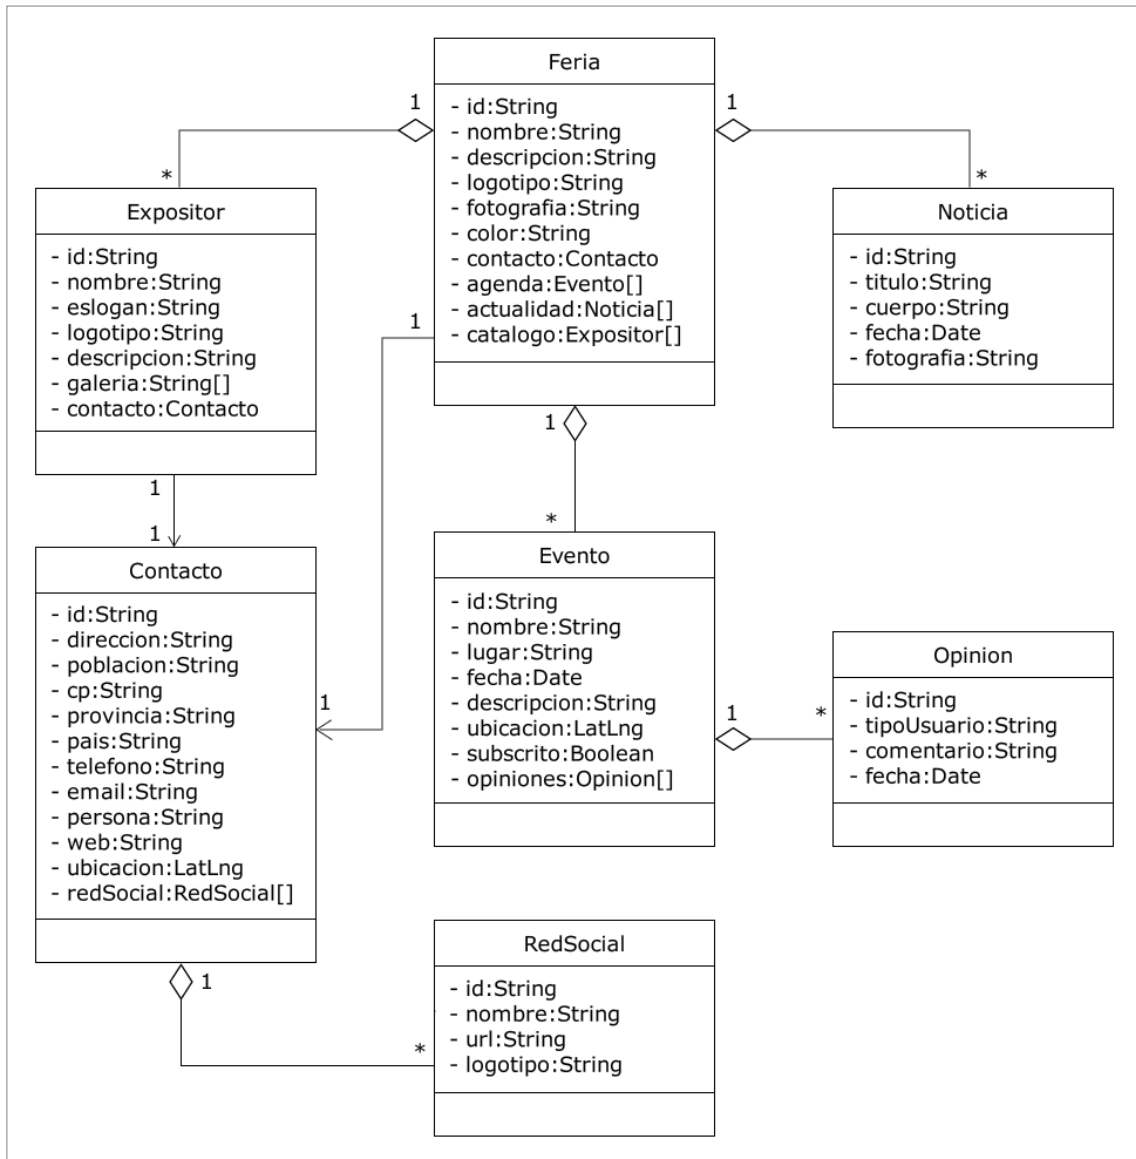 Feria
- id:String
- nombre:String
- descripcion:String
- logotipo:String
- fotografia:String
- color:String
- contacto:Contacto
- agenda:Evento[]
- actualidad:Noticia[]
- catalogo:Expositor[]
1
*
1
*
Expositor
- id:String
- nombre:String
- eslogan:String
- logotipo:String
- descripcion:String
- galeria:String[]
- contacto:Contacto
Noticia
- id:String
- titulo:String
- cuerpo:String
- fecha:Date
- fotografia:String
1
1
1
1
1
*
Contacto
- id:String
- direccion:String
- poblacion:String
- cp:String
- provincia:String
- pais:String
- telefono:String
- email:String
- persona:String
- web:String
- ubicacion:LatLng
- redSocial:RedSocial[]
Evento
- id:String
- nombre:String
- lugar:String
- fecha:Date
- descripcion:String
- ubicacion:LatLng
- subscrito:Boolean
- opiniones:Opinion[]
1
*
Opinion
- id:String
- tipoUsuario:String
- comentario:String
- fecha:Date
1
*
RedSocial
- id:String
- nombre:String
- url:String
- logotipo:String